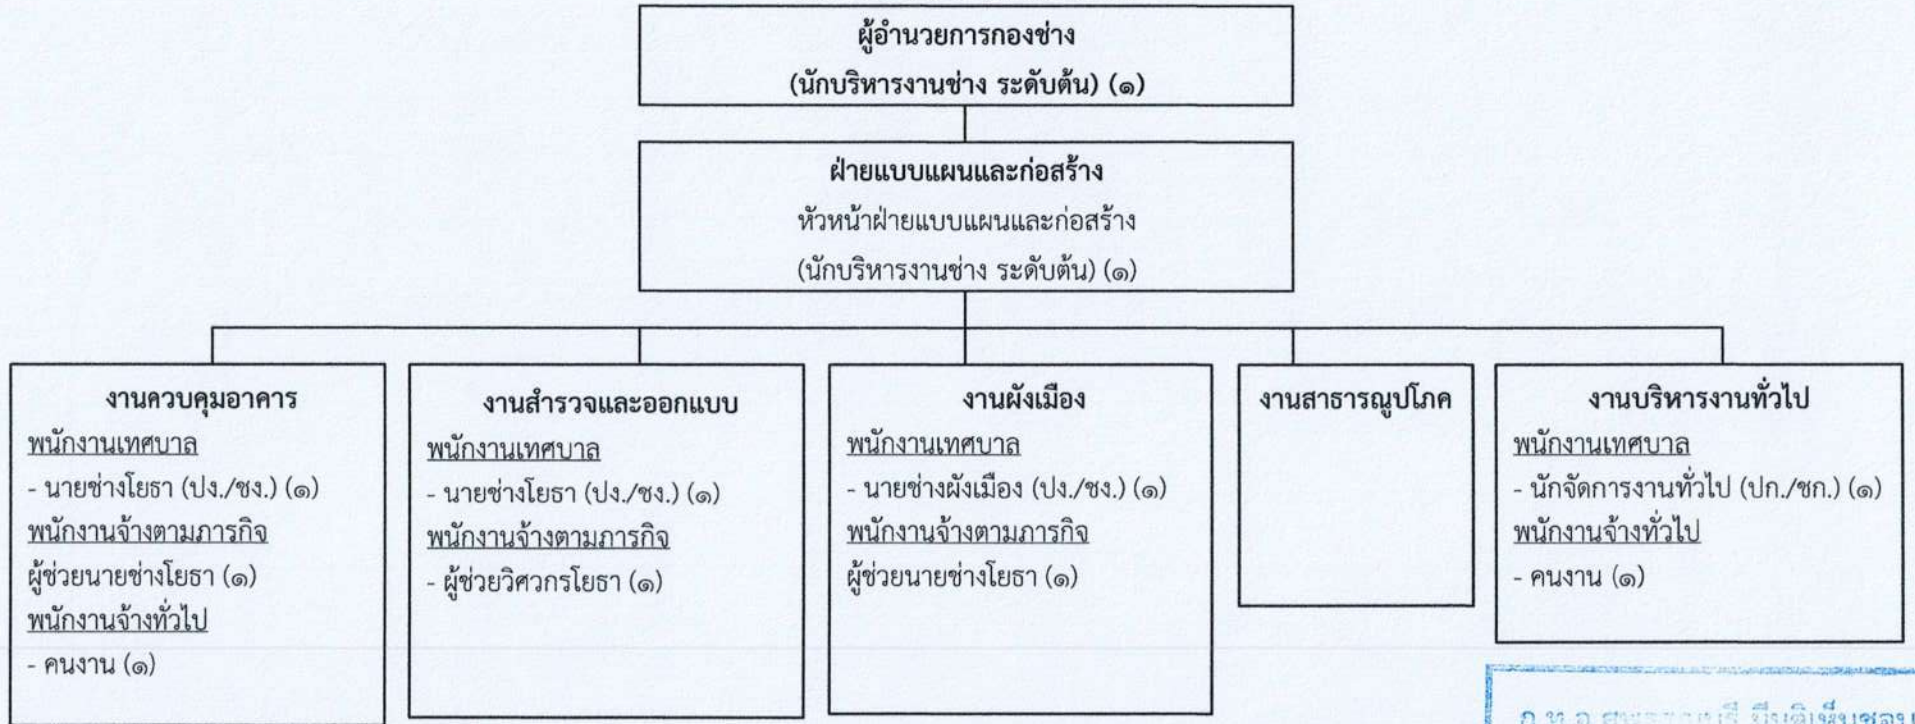 ผู้อำนวยการกองช่าง
(นักบริหารงานช่าง ระดับต้น) (๑)
ฝ่ายแบบแผนและก่อสร้าง
หัวหน้าฝ่ายแบบแผนและก่อสร้าง
(นักบริหารงานช่าง ระดับต้น) (๑)
งานควบคุมอาคาร
พนักงานเทศบาล
- นายช่างโยธา (ปง./ชง.) (๑)
พนักงานจ้างตามภารกิจ
ผู้ช่วยนายช่างโยธา (๑)
พนักงานจ้างทั่วไป
- คนงาน (๑)
งานสำรวจและออกแบบ
พนักงานเทศบาล
- นายช่างโยธา (ปง./ชง.) (๑)
พนักงานจ้างตามภารกิจ
- ผู้ช่วยวิศวกรโยธา (๑)
งานผังเมือง
พนักงานเทศบาล
- นายช่างผังเมือง (ปง./ชง.) (๑)
พนักงานจ้างตามภารกิจ
ผู้ช่วยนายช่างโยธา (๑)
งานสาธารณูปโภค
งานบริหารงานทั่วไป
พนักงานเทศบาล
- นักจัดการงานทั่วไป (ปก./ชก.) (๑)
พนักงานจ้างทั่วไป
- คนงาน (๑)